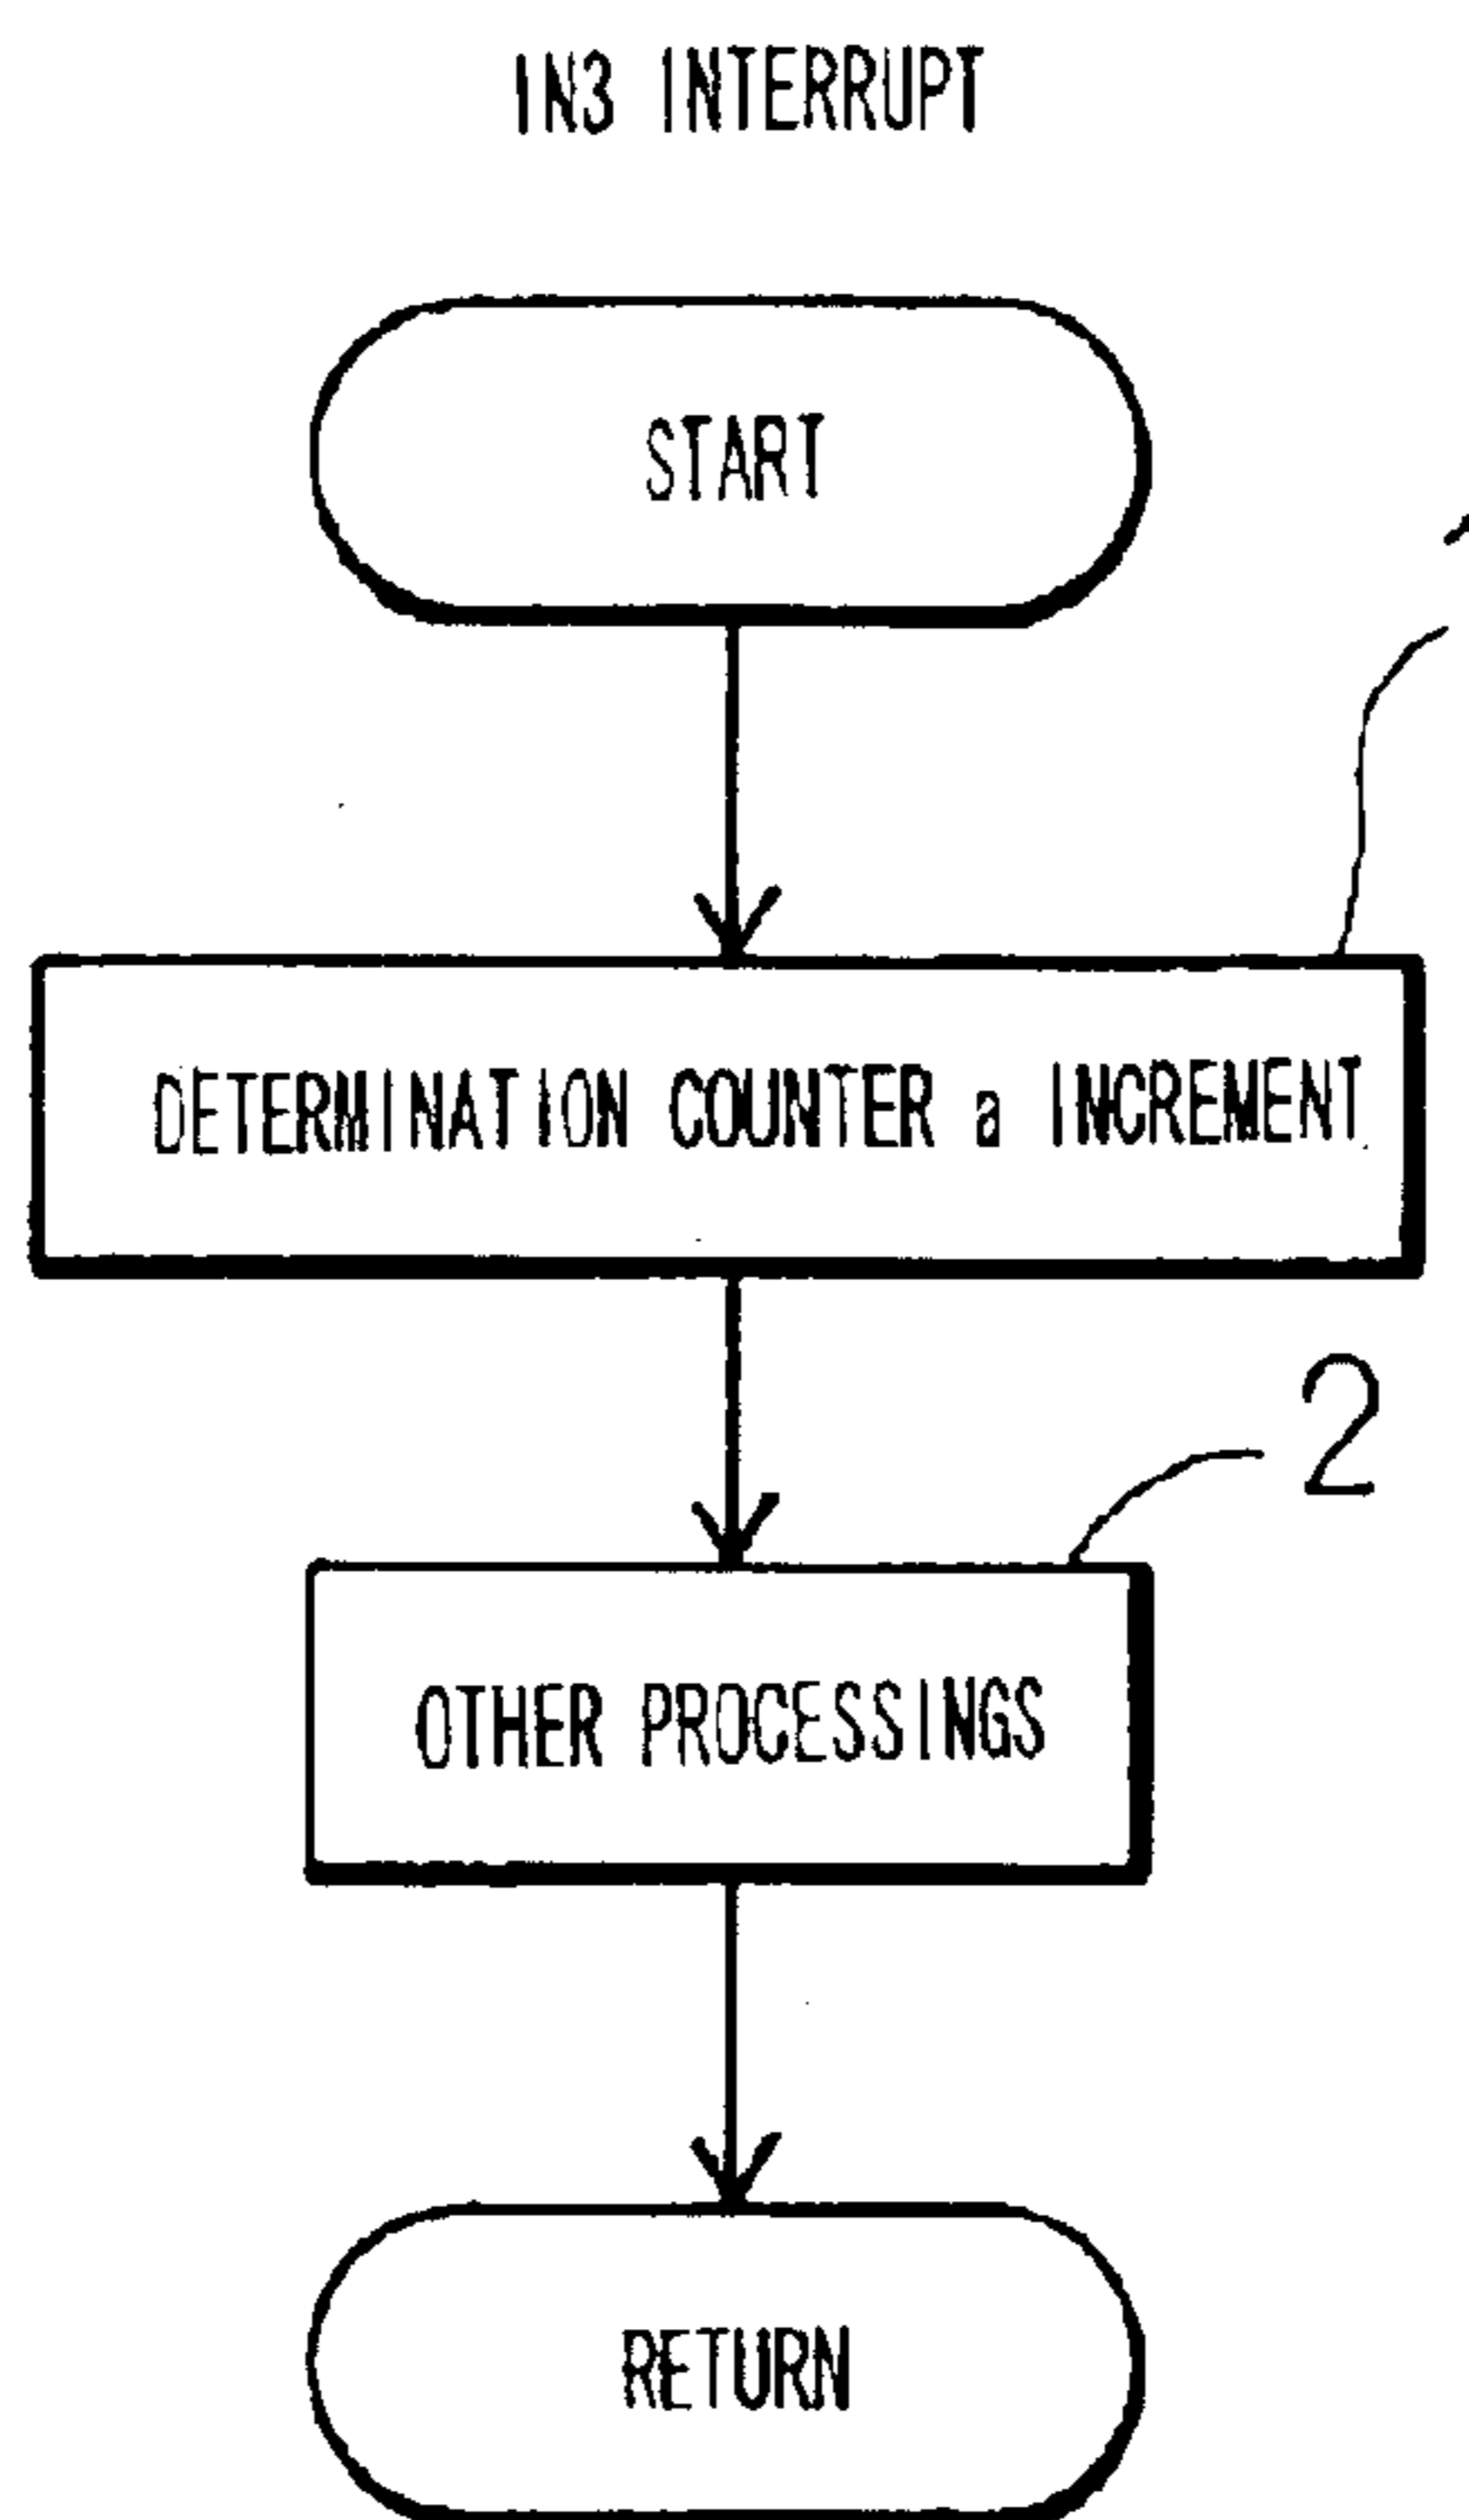 IN3 INTERRUPT
START
DETERMINATION COUNTER a INCREMENT
2
OTHER PROCESSINGS
RETURN